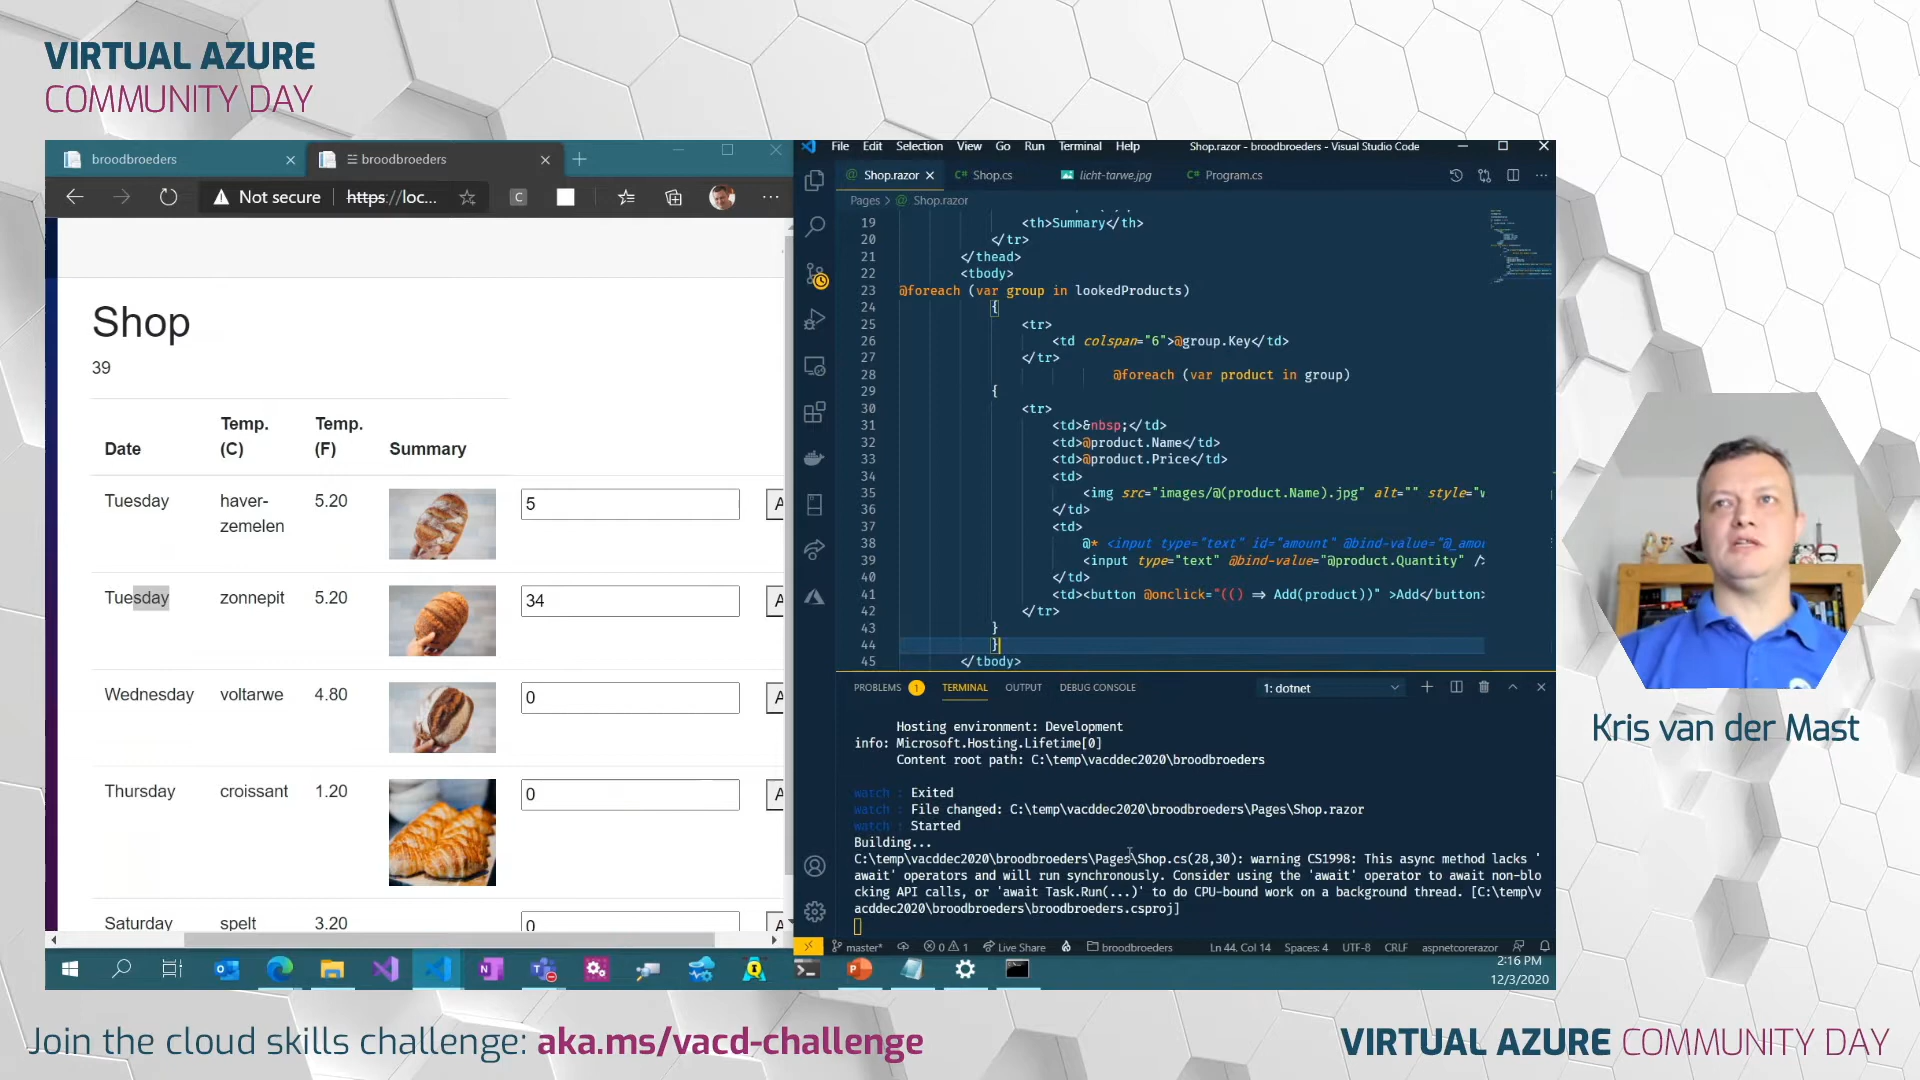 VIRTUAL AZURE
COMMUNITY DAY
broodbroeders
☰ broodbroeders
Not secure
https://loc...
Shop
39
Date Temp. (C) Temp. (F) Summary
Tuesday haver-zemelen 5.20 5 A
Tuesday zonnepit 5.20 34 A
Wednesday voltarwe 4.80 0 A
Thursday croissant 1.20 0 A
Saturday spelt 3.20 0 A
File Edit Selection View Go Run Terminal Help
Shop.razor - broodbroeders - Visual Studio Code
Shop.razor
C# Shop.cs
licht-tarwe.jpg
C# Program.cs
Pages > Shop.razor
19 <th>Summary</th>
20 </tr>
21 </thead>
22 <tbody>
23 @foreach (var group in lookedProducts)
24 {
25 <tr>
26 <td colspan="6">@group.Key</td>
27 </tr>
28 @foreach (var product in group)
29 {
30 <tr>
31 <td>&nbsp;</td>
32 <td>@product.Name</td>
33 <td>@product.Price</td>
34 <td>
35 <img src="images/@(product.Name).jpg" alt="" style="w
36 </td>
37 <td>
38 @* <input type="text" id="amount" @bind-value="@_amou
39 <input type="text" @bind-value="@product.Quantity" />
40 </td>
41 <td><button @onclick="(() => Add(product))" >Add</button>
42 </tr>
43 }
44 }
45 </tbody>
PROBLEMS 1 TERMINAL OUTPUT DEBUG CONSOLE 1: dotnet
Hosting environment: Development
info: Microsoft.Hosting.Lifetime[0]
Content root path: C:\temp\vacddec2020\broodbroeders
watch : Exited
watch : File changed: C:\temp\vacddec2020\broodbroeders\Pages\Shop.razor
watch : Started
Building...
C:\temp\vacddec2020\broodbroeders\Pages\Shop.cs(28,30): warning CS1998: This async method lacks '
await' operators and will run synchronously. Consider using the 'await' operator to await non-blo
cking API calls, or 'await Task.Run(...)' to do CPU-bound work on a background thread. [C:\temp\v
acddec2020\broodbroeders\broodbroeders.csproj]
master* 0 1 Live Share broodbroeders Ln 44, Col 14 Spaces: 4 UTF-8 CRLF aspnetcorerazor
2:16 PM
12/3/2020
Kris van der Mast
Join the cloud skills challenge: aka.ms/vacd-challenge
VIRTUAL AZURE COMMUNITY DAY